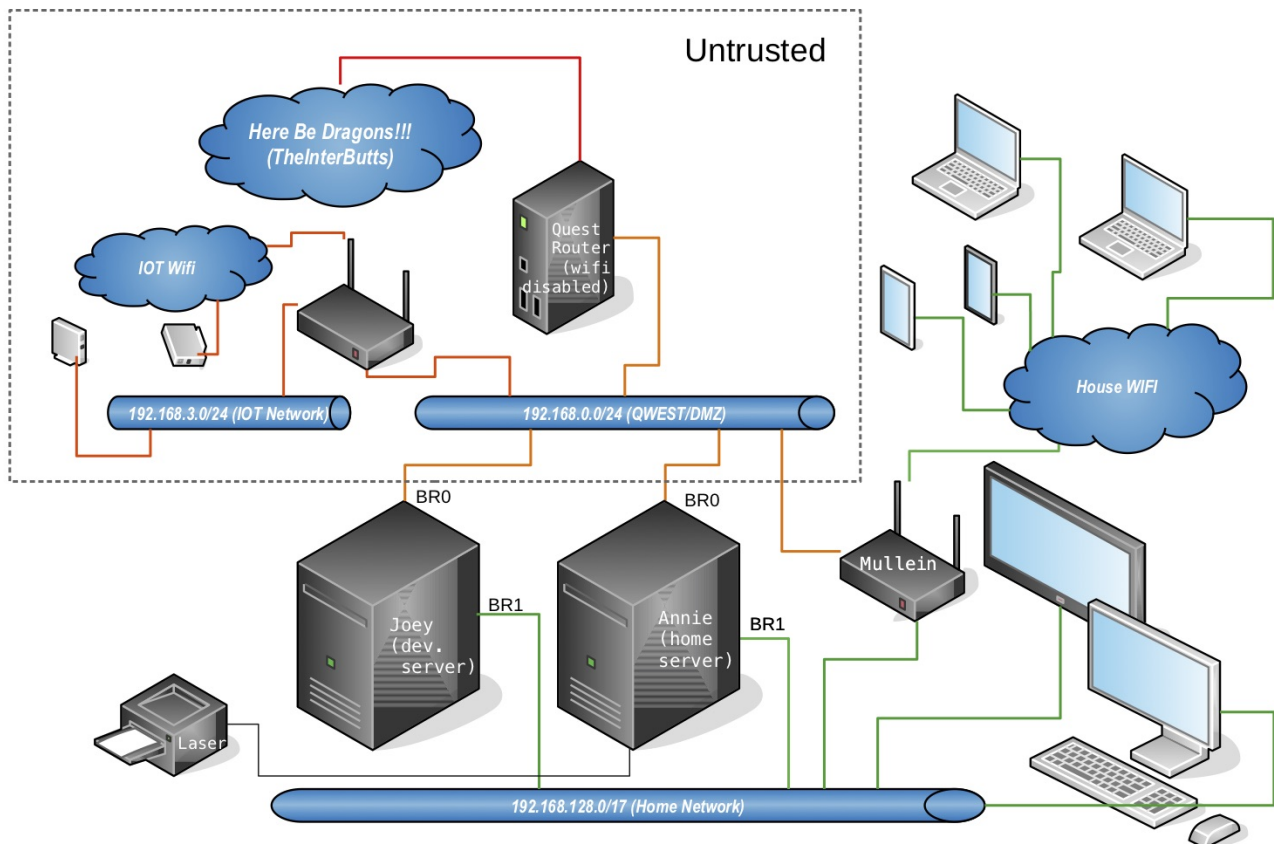 Untrusted
Here Be Dragons!!!
(TheInterButts)
Quest
Router
(wifi
disabled)
IOT Wifi
192.168.3.0/24 (IOT Network)
192.168.0.0/24 (QWEST/DMZ)
House WIFI
BR0
BR0
Mullein
BR1
Joey
(dev.
server)
BR1
Annie
(home
server)
Laser
192.168.128.0/17 (Home Network)